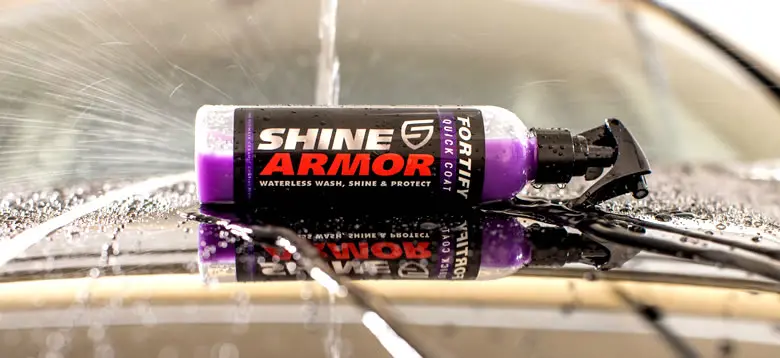 SHINE
ARMOR
WATERLESS WASH, SHINE & PROTECT
FORTIFY
QUICK COAT